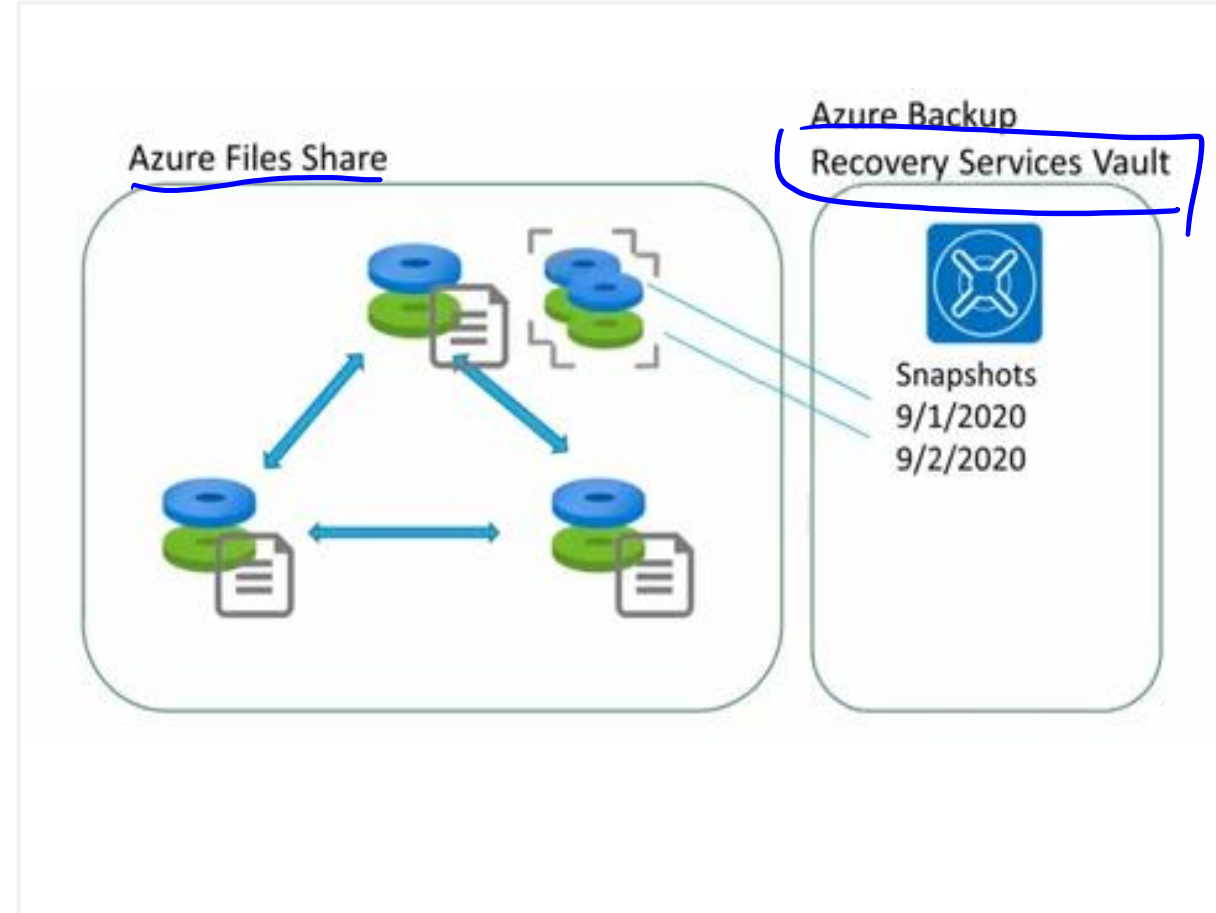 Azure Files Share
Azure Backup
Recovery Services Vault
Snapshots
9/1/2020
9/2/2020